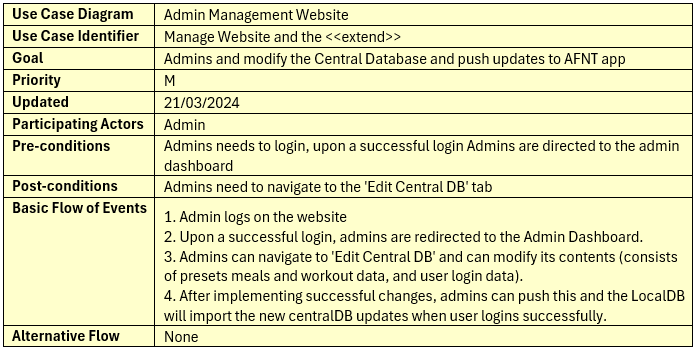 Use Case Diagram Admin Management Website
Use Case Identifier Manage Website and the <<extend>>
Goal Admins and modify the Central Database and push updates to AFNT app
Priority M
Updated 21/03/2024
Participating Actors Admin
Pre-conditions Admins needs to login, upon a successful login Admins are directed to the admin
dashboard
Post-conditions Admins need to navigate to the 'Edit Central DB' tab
Basic Flow of Events
1. Admin logs on the website
2. Upon a successful login, admins are redirected to the Admin Dashboard.
3. Admins can navigate to 'Edit Central DB' and can modify its contents (consists
of presets meals and workout data, and user login data).
4. After implementing successful changes, admins can push this and the LocalDB
will import the new centralDB updates when user logins successfully.
Alternative Flow None